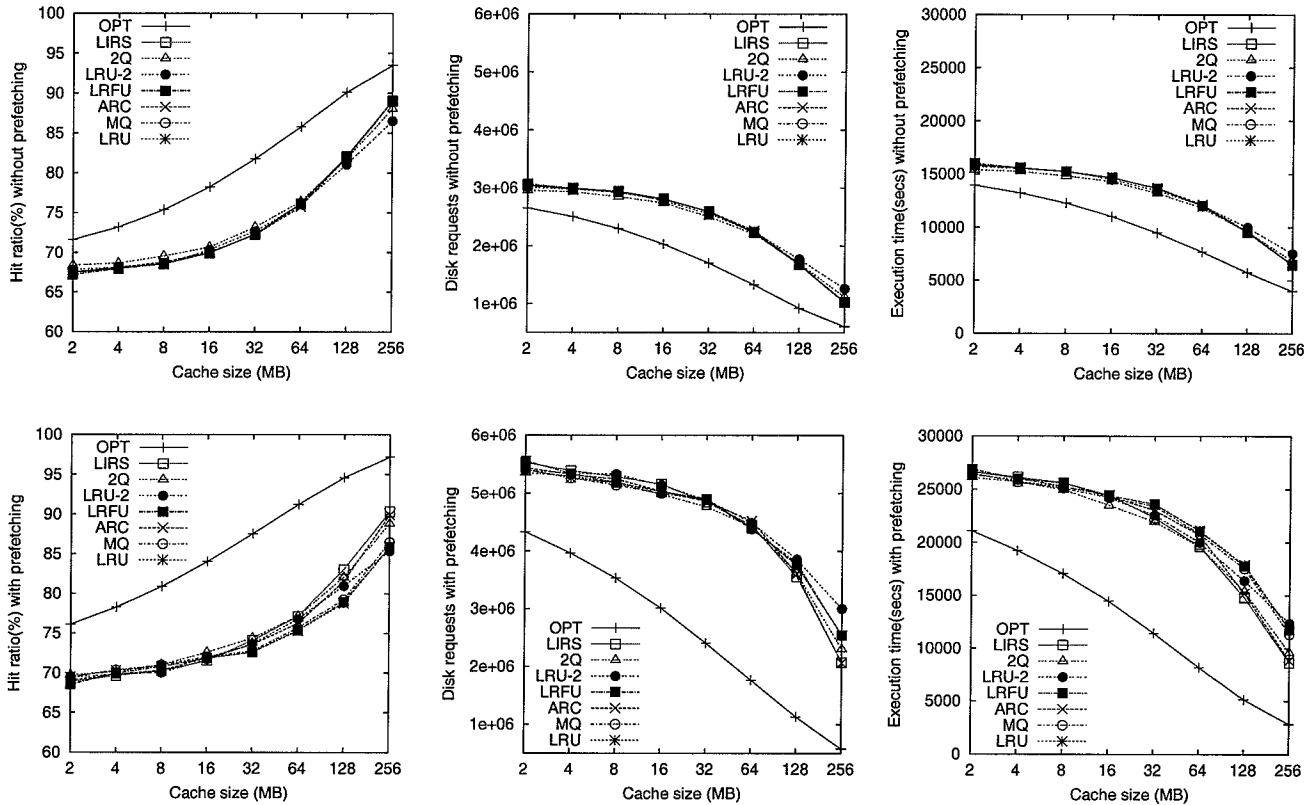 Hit ratio(%) without prefetching
100
95
90
85
80
75
70
65
60
OPT
LIRS
2Q
LRU-2
LRFU
ARC
MQ
LRU
2 4 8 16 32 64 128 256
Cache size (MB)
Disk requests without prefetching
6e+06
5e+06
4e+06
3e+06
2e+06
1e+06
OPT
LIRS
2Q
LRU-2
LRFU
ARC
MQ
LRU
2 4 8 16 32 64 128 256
Cache size (MB)
Execution time(secs) without prefetching
30000
25000
20000
15000
10000
5000
0
OPT
LIRS
2Q
LRU-2
LRFU
ARC
MQ
LRU
2 4 8 16 32 64 128 256
Cache size (MB)
Hit ratio(%) with prefetching
100
95
90
85
80
75
70
65
60
OPT
LIRS
2Q
LRU-2
LRFU
ARC
MQ
LRU
2 4 8 16 32 64 128 256
Cache size (MB)
Disk requests with prefetching
6e+06
5e+06
4e+06
3e+06
2e+06
1e+06
OPT
LIRS
2Q
LRU-2
LRFU
ARC
MQ
LRU
2 4 8 16 32 64 128 256
Cache size (MB)
Execution time(secs) with prefetching
30000
25000
20000
15000
10000
5000
0
OPT
LIRS
2Q
LRU-2
LRFU
ARC
MQ
LRU
2 4 8 16 32 64 128 256
Cache size (MB)